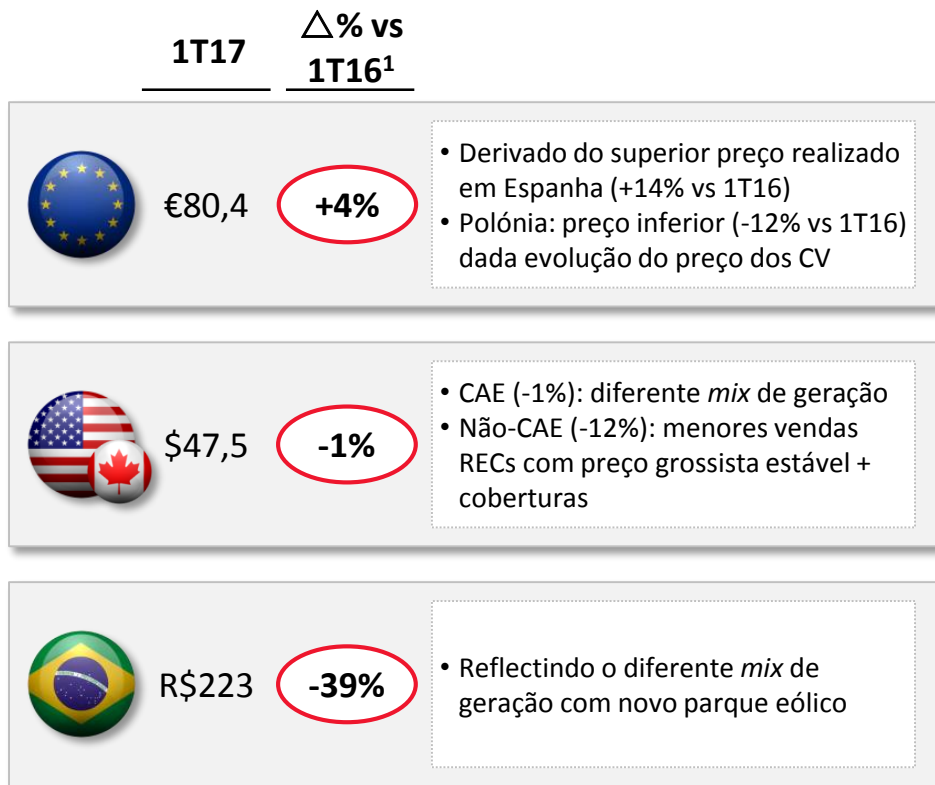 1T17
△% vs
1T16¹
€80,4
+4%
• Derivado do superior preço realizado
em Espanha (+14% vs 1T16)
• Polónia: preço inferior (-12% vs 1T16)
dada evolução do preço dos CV
$47,5
-1%
• CAE (-1%): diferente mix de geração
• Não-CAE (-12%): menores vendas
RECs com preço grossista estável +
coberturas
R$223
-39%
• Reflectindo o diferente mix de
geração com novo parque eólico